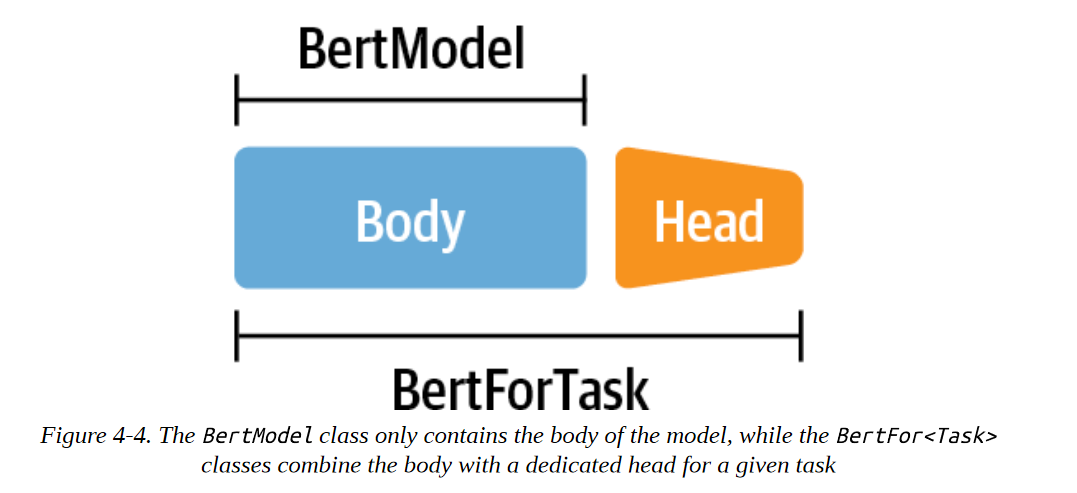 BertModel
Body
Head
BertForTask
Figure 4-4. The BertModel class only contains the body of the model, while the BertFor<Task>
classes combine the body with a dedicated head for a given task